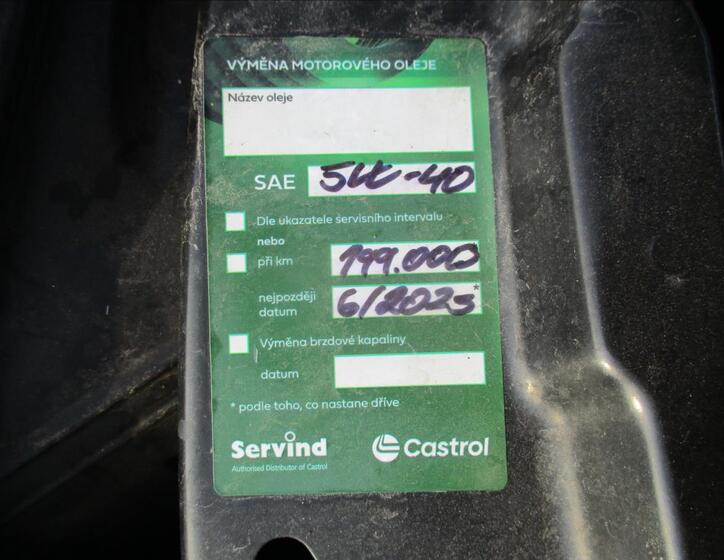 VÝMĚNA MOTOROVÉHO OLEJE
Název oleje
SAE 5W-40
Dle ukazatele servisního intervalu
nebo
při km 199.000
nejpozději
datum 6/2025*
Výměna brzdové kapaliny
datum
* podle toho, co nastane dříve
Servind Castrol
Authorised Distributor of Castrol